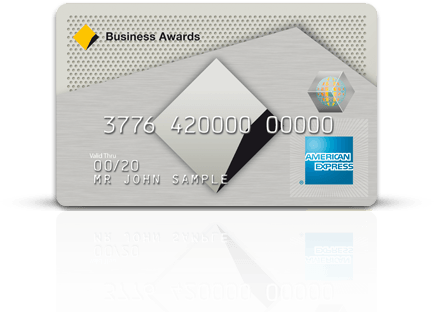 Business Awards
3776 420000 00000
Valid Thru
00/20
MR JOHN SAMPLE
AMERICAN
EXPRESS
®